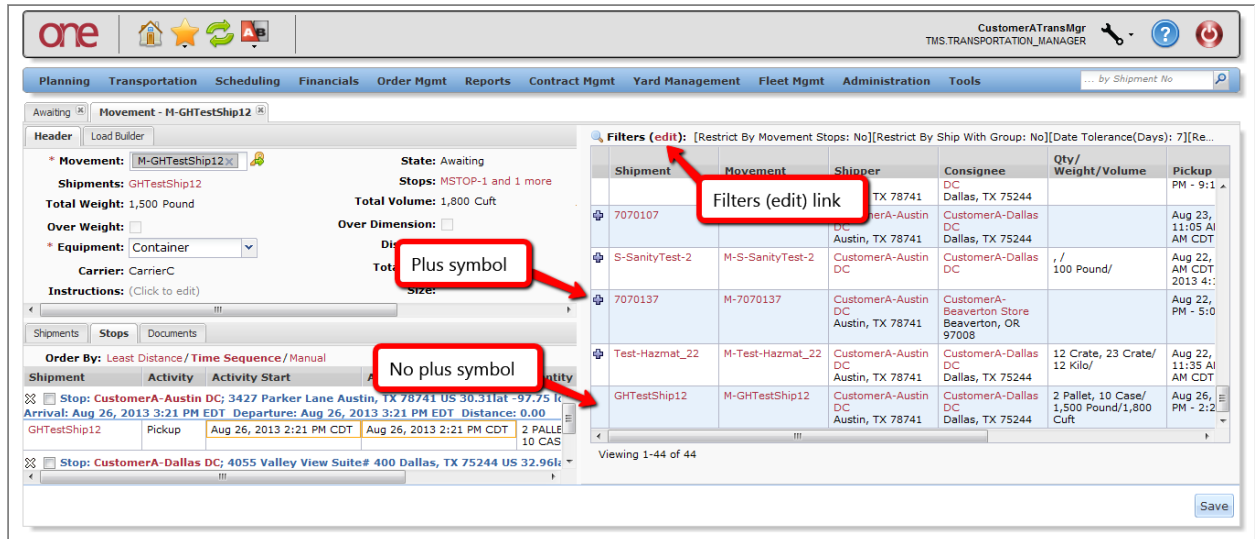 one
AB
CustomerATransMgr
TMS.TRANSPORTATION_MANAGER
Planning Transportation Scheduling Financials Order Mgmt Reports Contract Mgmt Yard Management Fleet Mgmt Administration Tools
... by Shipment No
Awaiting Movement - M-GHTestShip12
Header Load Builder
* Movement: M-GHTestShip12
State: Awaiting
Shipments: GHTestShip12
Stops: MSTOP-1 and 1 more
Total Weight: 1,500 Pound
Total Volume: 1,800 Cuft
Over Weight:
Over Dimension:
* Equipment: Container
Dis
Carrier: CarrierC
Tota
Instructions: (Click to edit)
Size:
Plus symbol
Shipments Stops Documents
Order By: Least Distance/Time Sequence/Manual
No plus symbol
Shipment Activity Activity Start A ntity
Stop: CustomerA-Austin DC; 3427 Parker Lane Austin, TX 78741 US 30.31lat -97.75 lo
Arrival: Aug 26, 2013 3:21 PM EDT Departure: Aug 26, 2013 3:21 PM EDT Distance: 0.00
GHTestShip12 Pickup Aug 26, 2013 2:21 PM CDT Aug 26, 2013 2:21 PM CDT 2 PALLE
10 CAS
Stop: CustomerA-Dallas DC; 4055 Valley View Suite# 400 Dallas, TX 75244 US 32.96la
Filters (edit): [Restrict By Movement Stops: No][Restrict By Ship With Group: No][Date Tolerance(Days): 7][Re...
Shipment Movement Shipper Consignee Qty/
Weight/Volume Pickup
Filters (edit) link
TX 78741
DC
Dallas, TX 75244
PM - 9:1
7070107
merA-Austin
DC
Austin, TX 78741
CustomerA-Dallas
DC
Dallas, TX 75244
Aug 23,
11:05 AM
AM CDT
S-SanityTest-2
M-S-SanityTest-2
CustomerA-Austin
DC
CustomerA-Dallas
DC
, /
100 Pound/
Aug 22,
AM CDT
2013 4:
7070137
M-7070137
CustomerA-Austin
DC
Austin, TX 78741
CustomerA-
Beaverton Store
Beaverton, OR
97008
Aug 22,
PM - 5:0
Test-Hazmat_22
M-Test-Hazmat_22
CustomerA-Austin
DC
Austin, TX 78741
CustomerA-Dallas
DC
Dallas, TX 75244
12 Crate, 23 Crate/
12 Kilo/
Aug 22,
11:35 AM
AM CDT
GHTestShip12
M-GHTestShip12
CustomerA-Austin
DC
Austin, TX 78741
CustomerA-Dallas
DC
Dallas, TX 75244
2 Pallet, 10 Case/
1,500 Pound/1,800
Cuft
Aug 26,
PM - 2:2
Viewing 1-44 of 44
Save